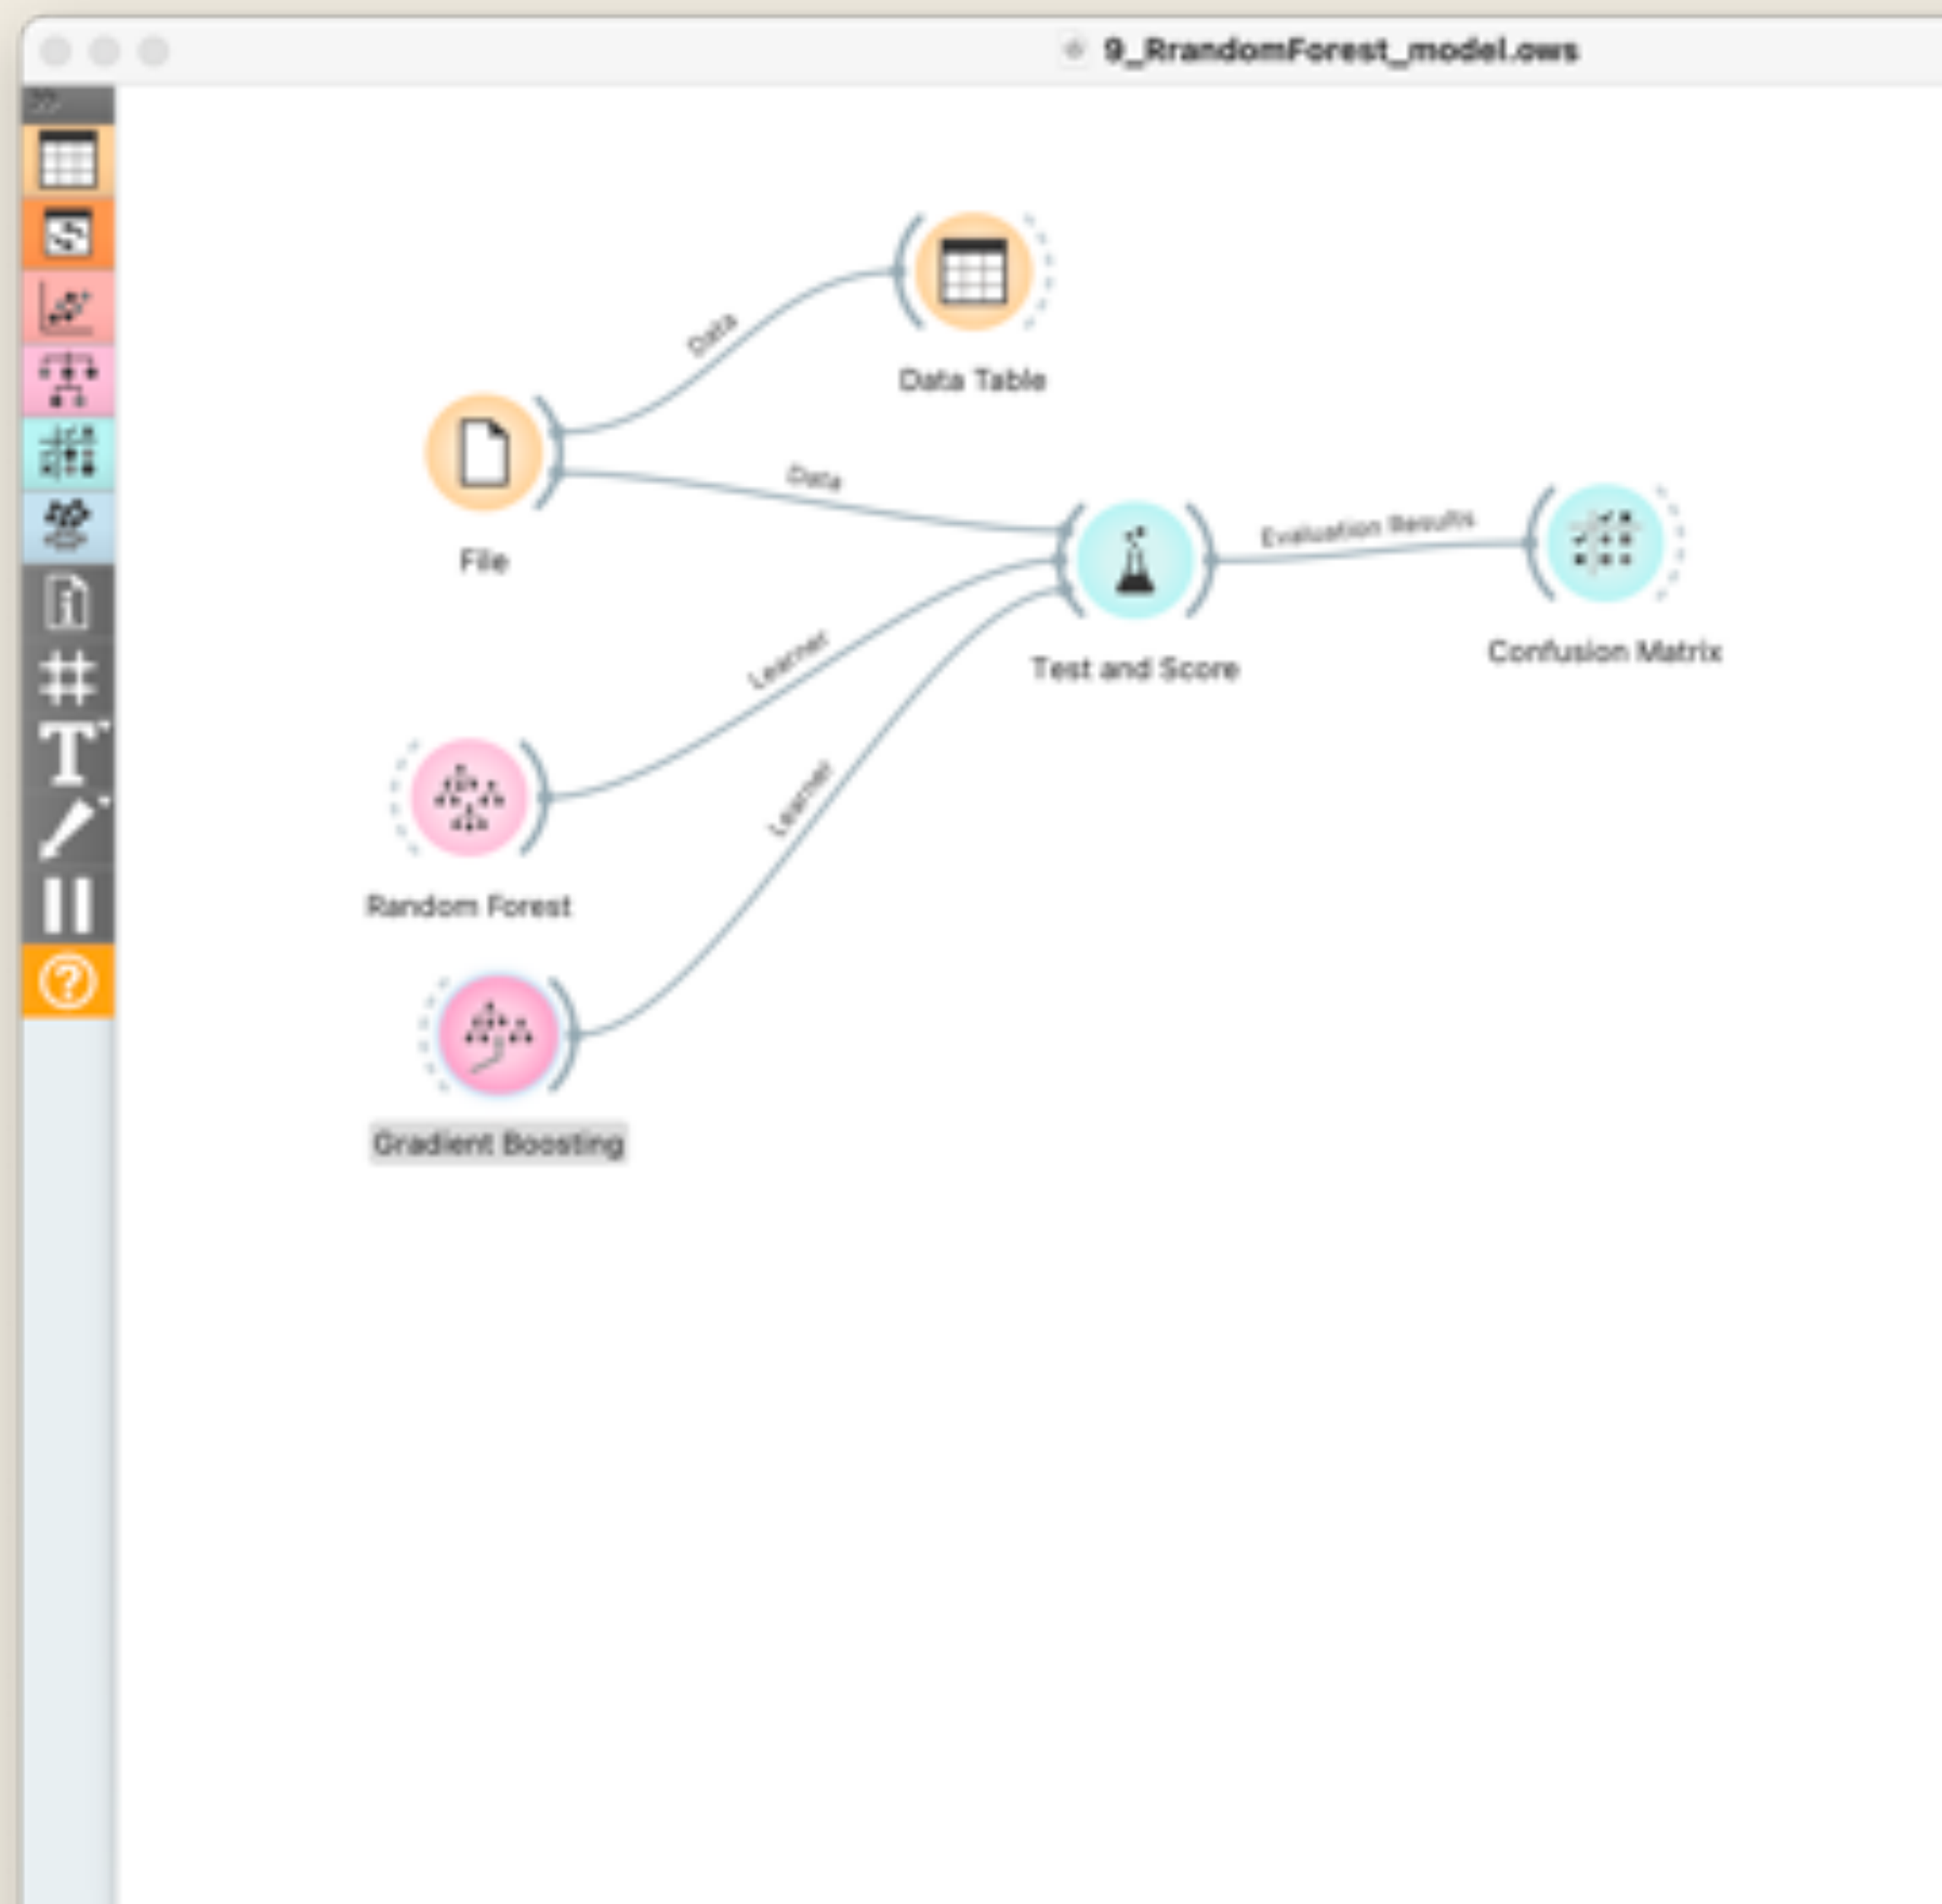 9_RrandomForest_model.ows
Data
Data Table
Data
File
Evaluation Results
Learner
Test and Score
Confusion Matrix
Learner
Random Forest
Gradient Boosting